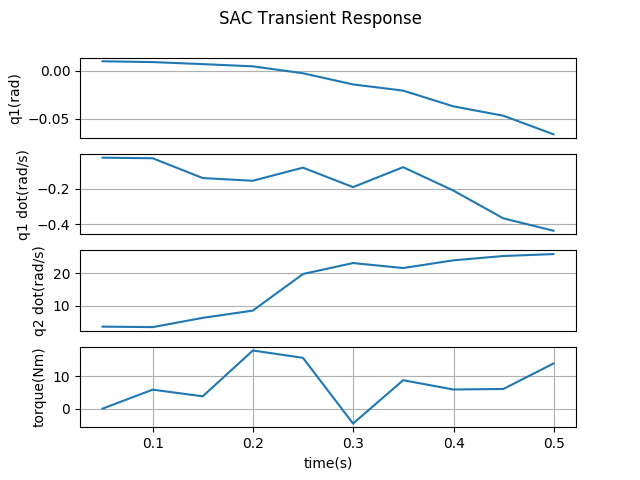 SAC Transient Response
q1(rad)
0.00
−0.05
q1 dot(rad/s)
−0.2
−0.4
q2 dot(rad/s)
20
10
torque(Nm)
10
0
0.1 0.2 0.3 0.4 0.5
time(s)